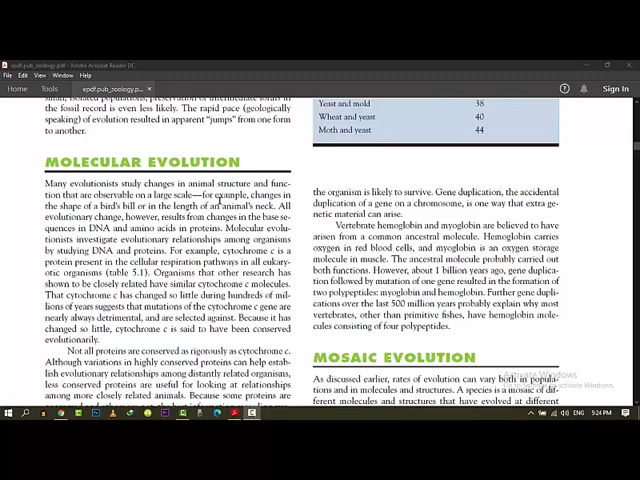 epdf.pub_zoology.pdf - Adobe Acrobat Reader DC
File Edit View Window Help
Home Tools epdf.pub_zoology.p... × Sign In
small, isolated populations, preservation of intermediate forms in
the fossil record is even less likely. The rapid pace (geologically
speaking) of evolution resulted in apparent “jumps” from one form
to another.
MOLECULAR EVOLUTION
Many evolutionists study changes in animal structure and func-
tion that are observable on a large scale—for example, changes in
the shape of a bird's bill or in the length of an animal's neck. All
evolutionary change, however, results from changes in the base se-
quences in DNA and amino acids in proteins. Molecular evolu-
tionists investigate evolutionary relationships among organisms
by studying DNA and proteins. For example, cytochrome c is a
protein present in the cellular respiration pathways in all eukary-
otic organisms (table 5.1). Organisms that other research has
shown to be closely related have similar cytochrome c molecules.
That cytochrome c has changed so little during hundreds of mil-
lions of years suggests that mutations of the cytochrome c gene are
nearly always detrimental, and are selected against. Because it has
changed so little, cytochrome c is said to have been conserved
evolutionarily.
Not all proteins are conserved as rigorously as cytochrome c.
Although variations in highly conserved proteins can help estab-
lish evolutionary relationships among distantly related organisms,
less conserved proteins are useful for looking at relationships
among more closely related animals. Because some proteins are
Yeast and mold 38
Wheat and yeast 40
Moth and yeast 44
the organism is likely to survive. Gene duplication, the accidental
duplication of a gene on a chromosome, is one way that extra ge-
netic material can arise.
Vertebrate hemoglobin and myoglobin are believed to have
arisen from a common ancestral molecule. Hemoglobin carries
oxygen in red blood cells, and myoglobin is an oxygen storage
molecule in muscle. The ancestral molecule probably carried out
both functions. However, about 1 billion years ago, gene duplica-
tion followed by mutation of one gene resulted in the formation of
two polypeptides: myoglobin and hemoglobin. Further gene dupli-
cations over the last 500 million years probably explain why most
vertebrates, other than primitive fishes, have hemoglobin mole-
cules consisting of four polypeptides.
MOSAIC EVOLUTION
As discussed earlier, rates of evolution can vary both in popula-
tions and in molecules and structures. A species is a mosaic of dif-
ferent molecules and structures that have evolved at different
Activate Windows
to activate Windows.
5:24 PM